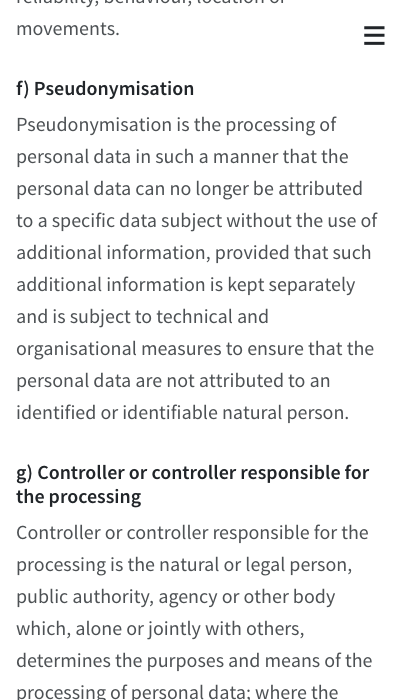 reliability, behaviour, location or
movements.
f) Pseudonymisation
Pseudonymisation is the processing of
personal data in such a manner that the
personal data can no longer be attributed
to a specific data subject without the use of
additional information, provided that such
additional information is kept separately
and is subject to technical and
organisational measures to ensure that the
personal data are not attributed to an
identified or identifiable natural person.
g) Controller or controller responsible for
the processing
Controller or controller responsible for the
processing is the natural or legal person,
public authority, agency or other body
which, alone or jointly with others,
determines the purposes and means of the
processing of personal data; where the